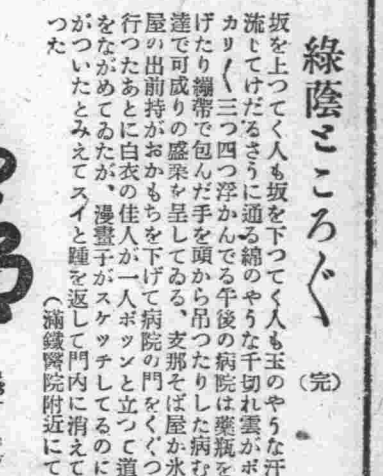 綠蔭ところ〴〵
(完)
坂を上つてく人も坂を下つてく人も玉のやうな汗
流してけだるさうに通る綿のやうな千切れ雲がポ
カリ〳〵三つ四つ浮かんでる午後の病院は藥瓶を
げたり繃帶で包んだ手を頭から吊つたりした病む
達で可成りの盛榮を呈してゐる、支那そば屋か氷
屋の出前持がおかもちを下げて病院の門をくぐつ
行つたあとに白衣の佳人が一人ポツンと立つて道
をながめてゐたが、漫畫子がスケツチしてるのに
がついたとみえてスイと踵を返して門内に消えて
つた
(滿鐵醫院附近にて